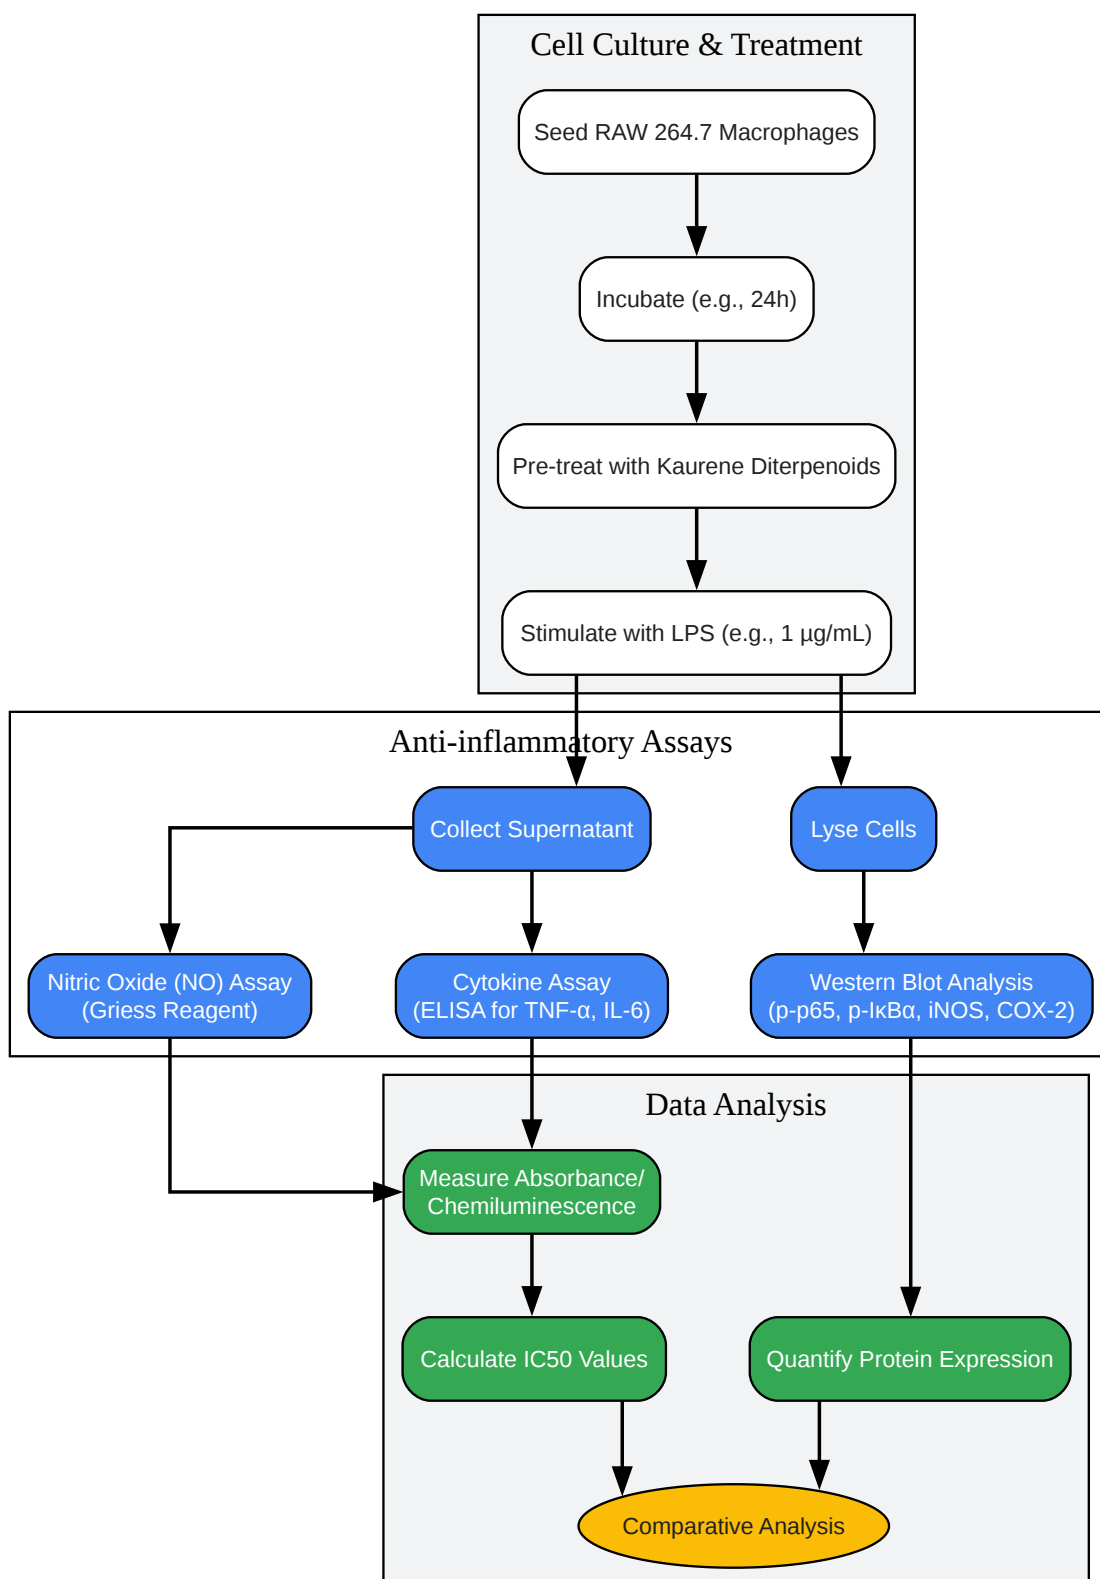 Cell Culture & Treatment
Seed RAW 264.7 Macrophages
Incubate (e.g., 24h)
Pre-treat with Kaurene Diterpenoids
Stimulate with LPS (e.g., 1 µg/mL)
Anti-inflammatory Assays
Collect Supernatant
Lyse Cells
Nitric Oxide (NO) Assay
(Griess Reagent)
Cytokine Assay
(ELISA for TNF-α, IL-6)
Western Blot Analysis
(p-p65, p-IκBα, iNOS, COX-2)
Data Analysis
Measure Absorbance/
Chemiluminescence
Calculate IC50 Values
Quantify Protein Expression
Comparative Analysis